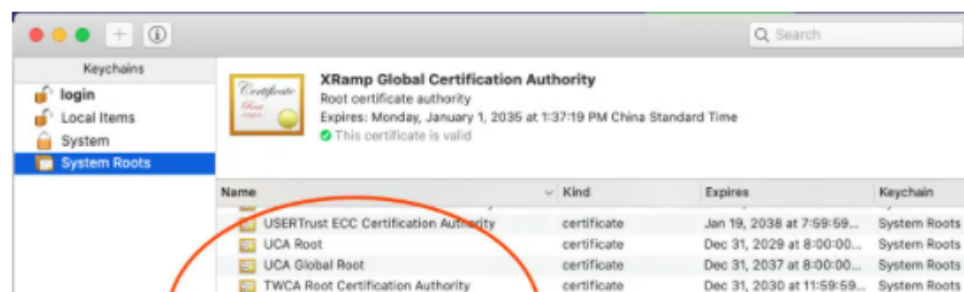 Search
Keychains
login
Local Items
System
System Roots
Certificate
Root
XRamp Global Certification Authority
Root certificate authority
Expires: Monday, January 1, 2035 at 1:37:19 PM China Standard Time
This certificate is valid
Name Kind Expires Keychain
USERTrust ECC Certification Authority certificate Jan 19, 2038 at 7:59:59... System Roots
UCA Root certificate Dec 31, 2029 at 8:00:00... System Roots
UCA Global Root certificate Dec 31, 2037 at 8:00:00... System Roots
TWCA Root Certification Authority certificate Dec 31, 2030 at 11:59:59... System Roots